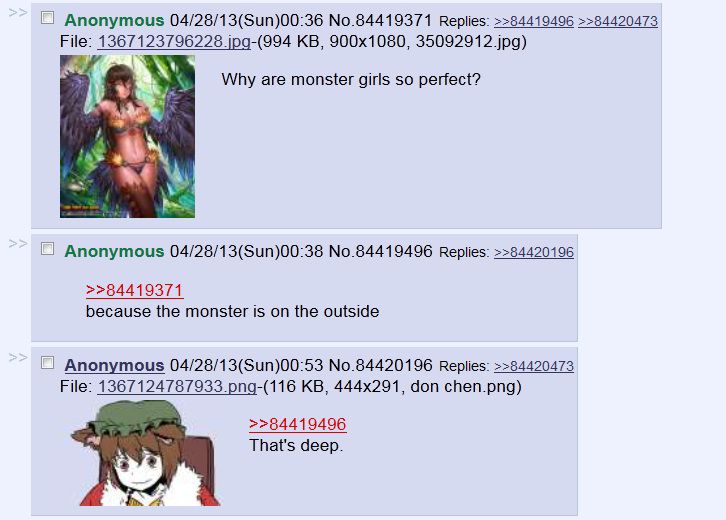 >> Anonymous 04/28/13(Sun)00:36 No.84419371 Replies: >>84419496 >>84420473
File: 1367123796228.jpg-(994 KB, 900x1080, 35092912.jpg)
Why are monster girls so perfect?
>> Anonymous 04/28/13(Sun)00:38 No.84419496 Replies: >>84420196
>>84419371
because the monster is on the outside
>> Anonymous 04/28/13(Sun)00:53 No.84420196 Replies: >>84420473
File: 1367124787933.png-(116 KB, 444x291, don chen.png)
>>84419496
That's deep.